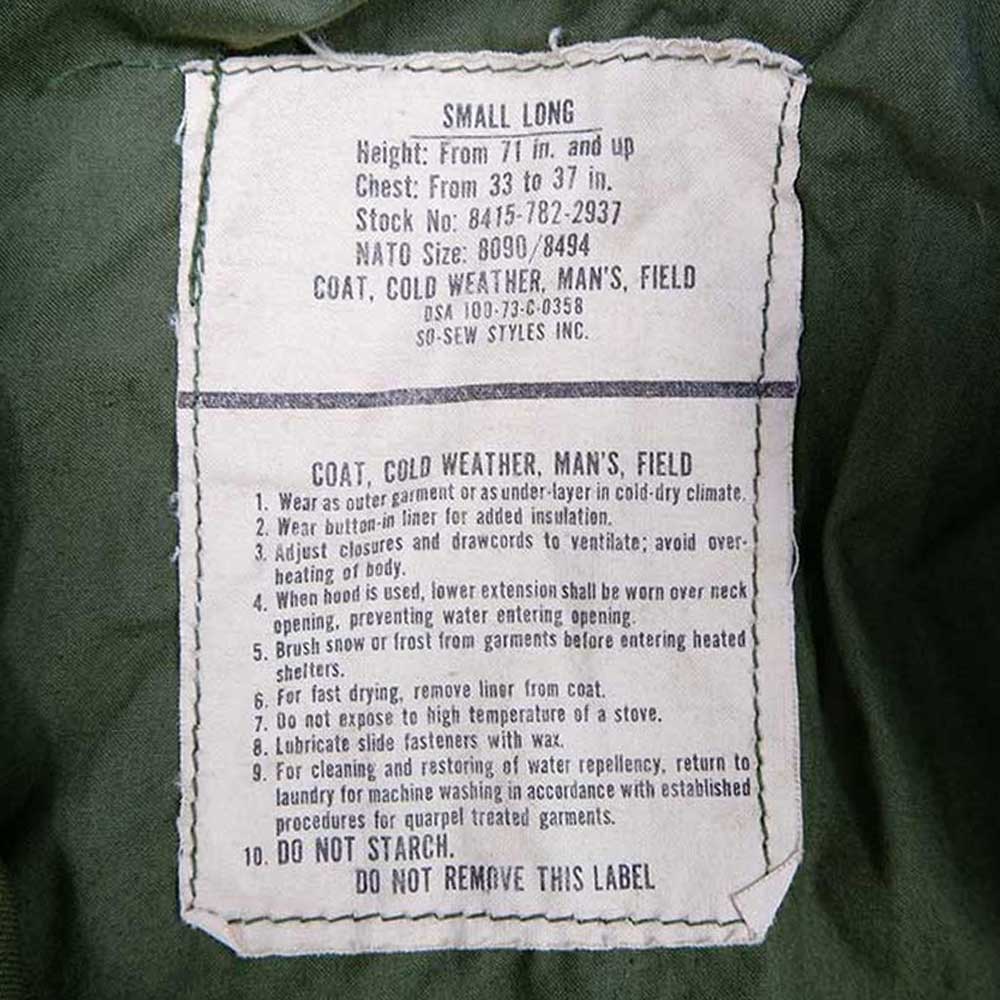 SMALL LONG
Height: From 71 in. and up
Chest: From 33 to 37 in.
Stock No: 8415-782-2937
NATO Size: 8090/8494
COAT, COLD WEATHER, MAN'S, FIELD
DSA 100-73-C-0358
SO-SEW STYLES INC.
COAT, COLD WEATHER, MAN'S, FIELD
1. Wear as outer garment or as under-layer in cold-dry climate.
2. Wear button-in liner for added insulation.
3. Adjust closures and drawcords to ventilate; avoid over-
heating of body.
4. When hood is used, lower extension shall be worn over neck
opening, preventing water entering opening.
5. Brush snow or frost from garments before entering heated
shelters.
6. For fast drying, remove liner from coat.
7. Do not expose to high temperature of a stove.
8. Lubricate slide fasteners with wax.
9. For cleaning and restoring of water repellency, return to
laundry for machine washing in accordance with established
procedures for quarpel treated garments.
10. DO NOT STARCH.
DO NOT REMOVE THIS LABEL